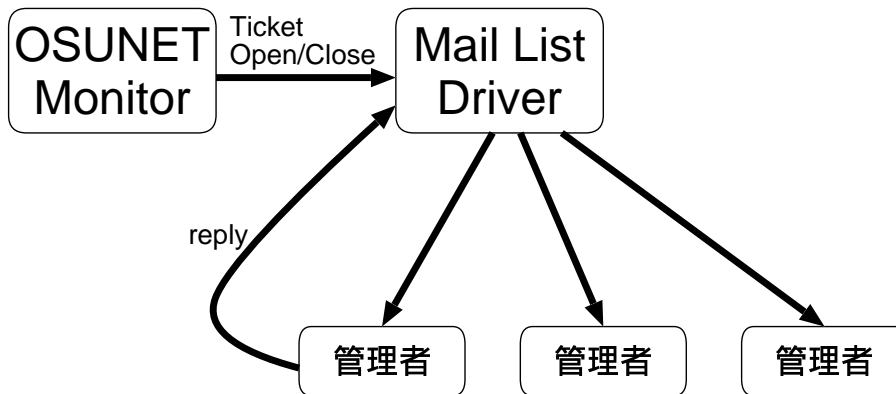 OSUNET
Monitor
Ticket
Open/Close
Mail List
Driver
reply
管理者
管理者
管理者